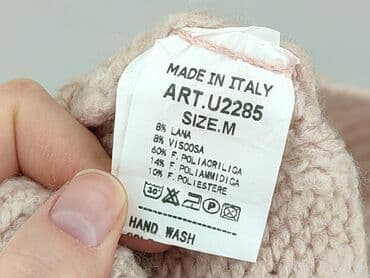 MADE IN ITALY
ART.U2285
SIZE.M
8% LANA
8% VISCOSA
60% F. POLIACRILICA
14% F. POLIAMMIDICA
10% F. POLIESTERE
30°
P
HAND WASH